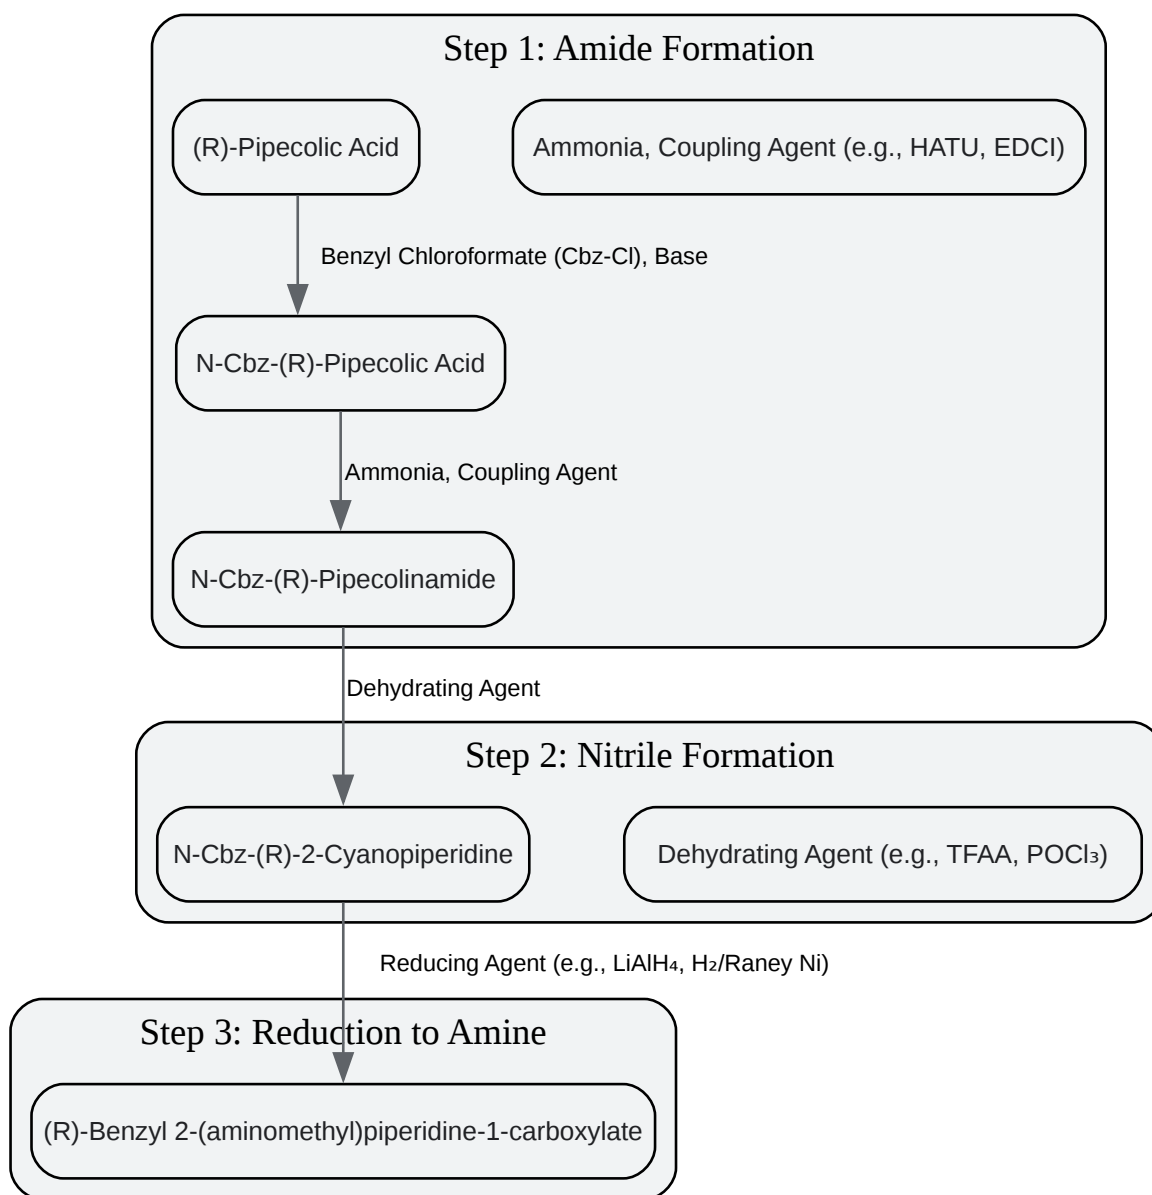 Step 1: Amide Formation
(R)-Pipecolic Acid
Ammonia, Coupling Agent (e.g., HATU, EDCI)
Benzyl Chloroformate (Cbz-Cl), Base
N-Cbz-(R)-Pipecolic Acid
Ammonia, Coupling Agent
N-Cbz-(R)-Pipecolinamide
Dehydrating Agent
Step 2: Nitrile Formation
N-Cbz-(R)-2-Cyanopiperidine
Dehydrating Agent (e.g., TFAA, POCl₃)
Reducing Agent (e.g., LiAlH₄, H₂/Raney Ni)
Step 3: Reduction to Amine
(R)-Benzyl 2-(aminomethyl)piperidine-1-carboxylate